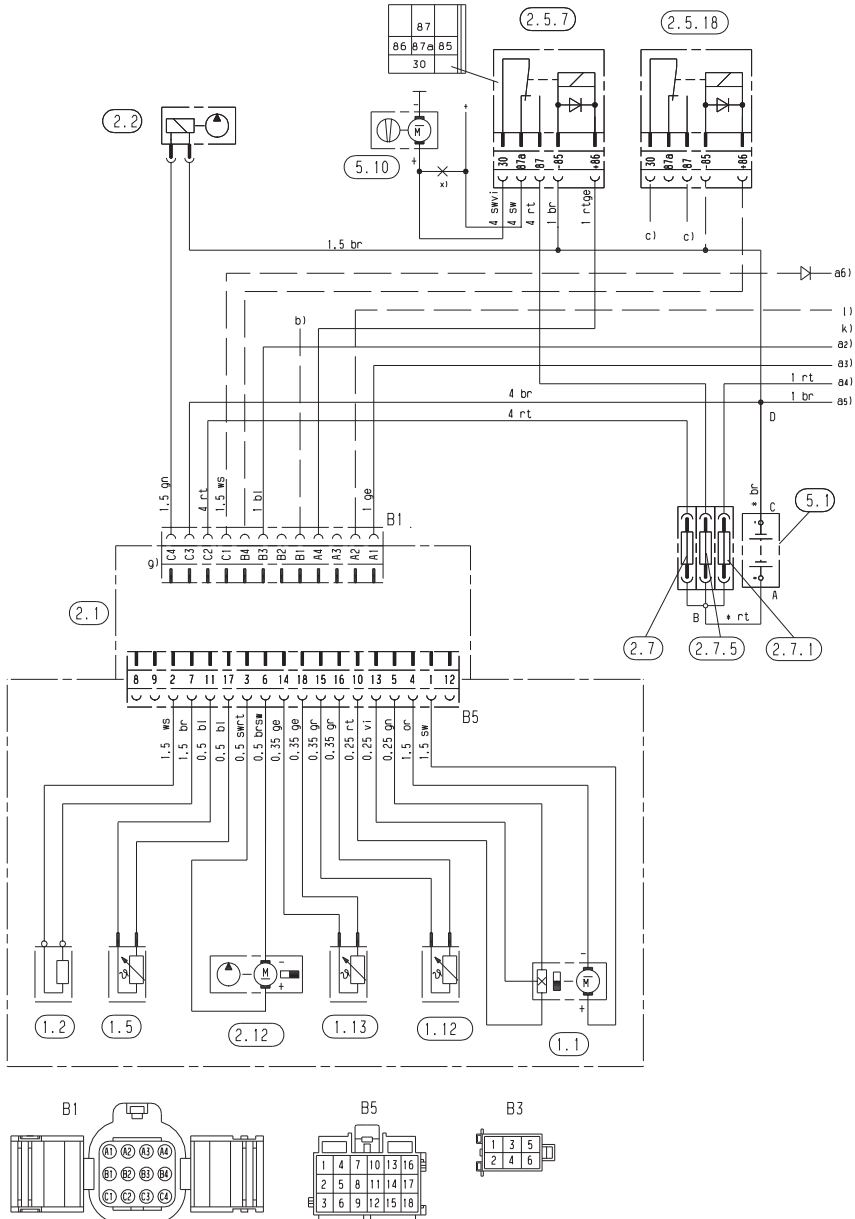 87
86 87a 85
30
2.5.7
2.5.18
2.2
5.10
M
-
+
+
x)
30 87a 87 -85 +86
30 87a 87 -85 +86
4 swvi
4 sw
4 rt
1 br
1 rtge
c)
c)
1.5 br
a6)
l)
k)
a2)
a3)
1 rt
a4)
4 br
1 br
a5)
4 rt
D
b)
1.5 gn
4 rt
1.5 ws
1 bl
1 ge
* br
C
5.1
B1
g)
C4 C3 C2 C1 B4 B3 B2 B1 A4 A3 A2 A1
-
+
A
B
* rt
2.1
2.7
2.7.5
2.7.1
8 9 2 7 11 17 3 6 14 18 15 16 10 13 5 4 1 12
B5
1.5 ws
1.5 br
0.5 bl
0.5 bl
0.5 swrt
0.5 brsw
0.35 ge
0.35 ge
0.35 gr
0.35 gr
0.25 rt
0.25 vi
0.25 gn
1.5 or
1.5 sw
ϑ
-
M
+
ϑ
ϑ
-
M
+
1.2
1.5
2.12
1.13
1.12
1.1
B1
B5
B3
A1 A2 A3 A4
B1 B2 B3 B4
C1 C2 C3 C4
1 4 7 10 13 16
2 5 8 11 14 17
3 6 9 12 15 18
1 3 5
2 4 6